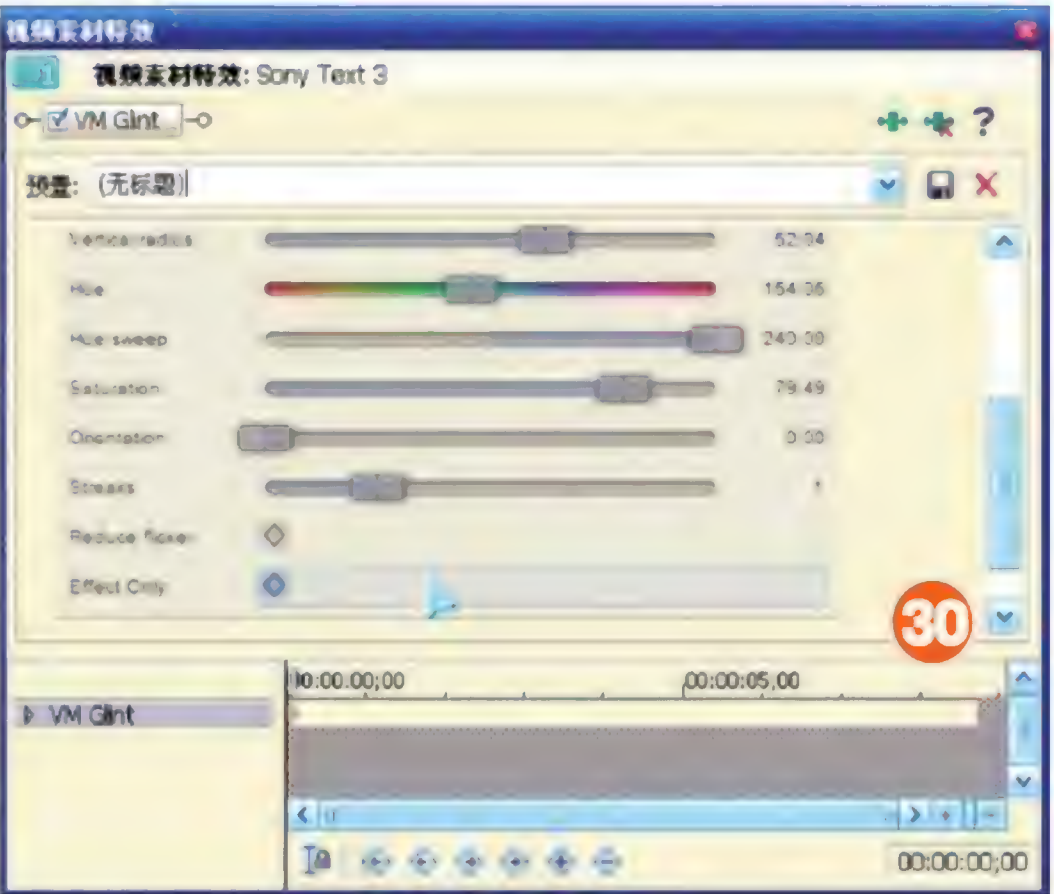 视频素材特效
1
视频素材特效: Sony Text 3
VM Glint
?
预置: (无标题)
Vertical radius 62.04
Hue 154.36
Hue sweep 240.00
Saturation 79.49
Orientation 0.00
Streaks
Reduce flicker
Effect Only
30
00:00:00;00 00:00:05;00
VM Glint
00:00:00;00